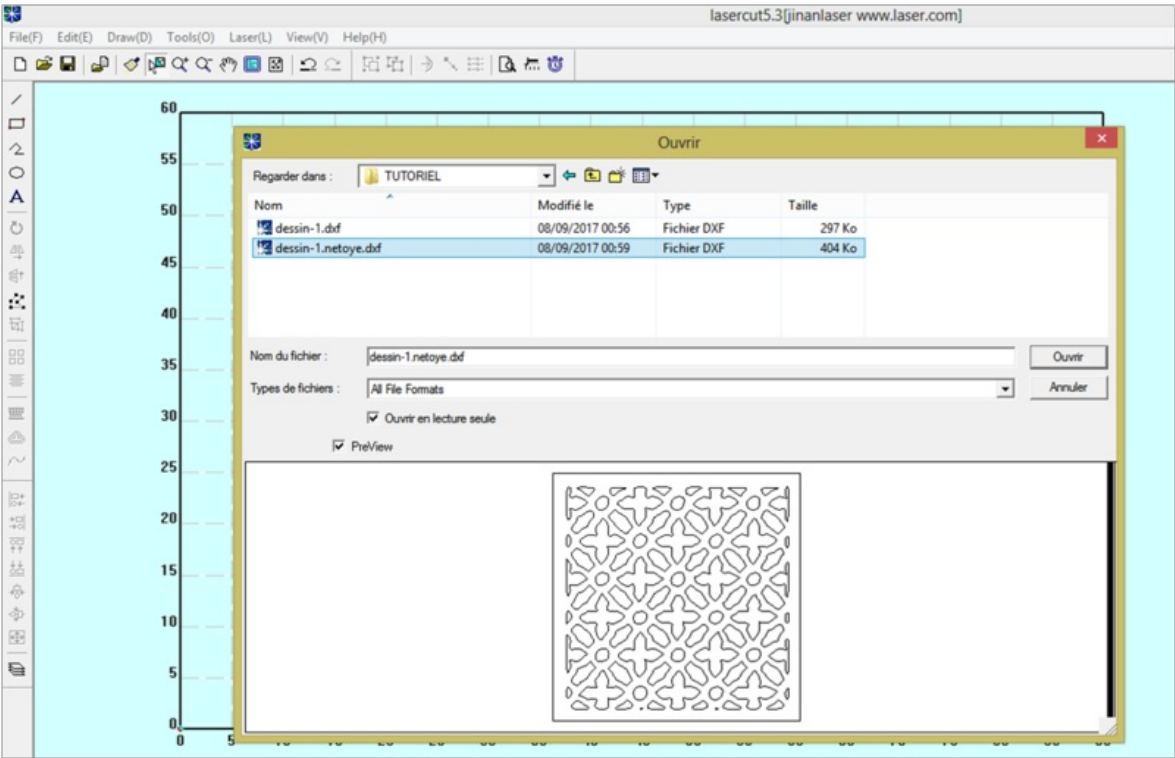 lasercut5.3[jinanlaser www.laser.com]
File(F) Edit(E) Draw(D) Tools(O) Laser(L) View(V) Help(H)
60
55
50
45
40
35
30
25
20
15
10
5
0
0 5
Ouvrir
Regarder dans : TUTORIEL
Nom Modifié le Type Taille
dessin-1.dxf 08/09/2017 00:56 Fichier DXF 297 Ko
dessin-1.netoye.dxf 08/09/2017 00:59 Fichier DXF 404 Ko
Nom du fichier : dessin-1.netoye.dxf Ouvrir
Types de fichiers : All File Formats Annuler
Ouvrir en lecture seule
PreView